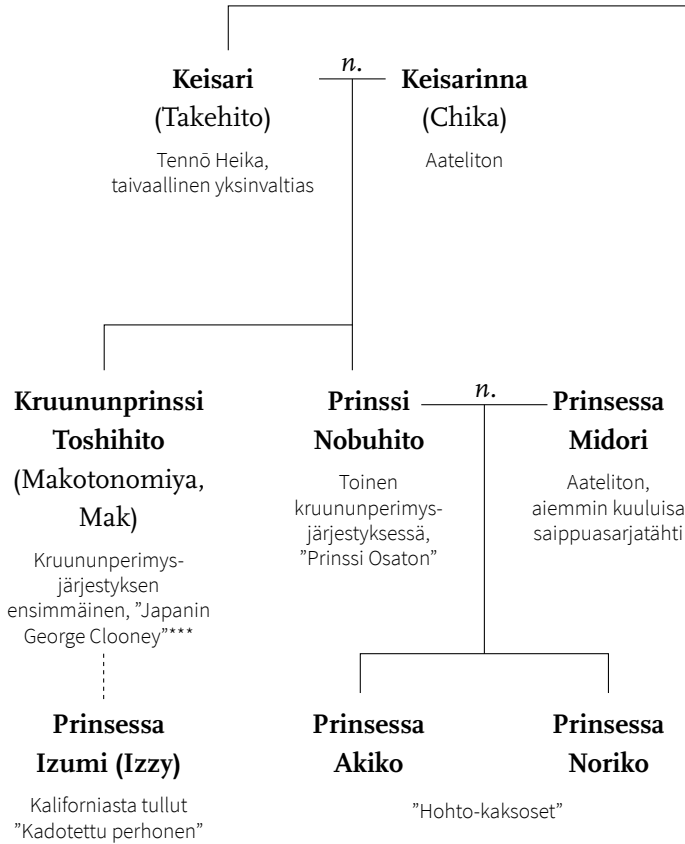 n.
Keisari
(Takehito)
Tennō Heika,
taivaallinen yksinvaltias
Keisarinna
(Chika)
Aateliton
Kruununprinssi
Toshihito
(Makotonomiya,
Mak)
Kruununperimys-
järjestyksen
ensimmäinen, ”Japanin
George Clooney”***
n.
Prinssi
Nobuhito
Toinen
kruununperimys-
järjestyksessä,
”Prinssi Osaton”
Prinsessa
Midori
Aateliton,
aiemmin kuuluisa
saippuasarjatähti
Prinsessa
Izumi (Izzy)
Kaliforniasta tullut
”Kadotettu perhonen”
Prinsessa
Akiko
Prinsessa
Noriko
”Hohto-kaksoset”